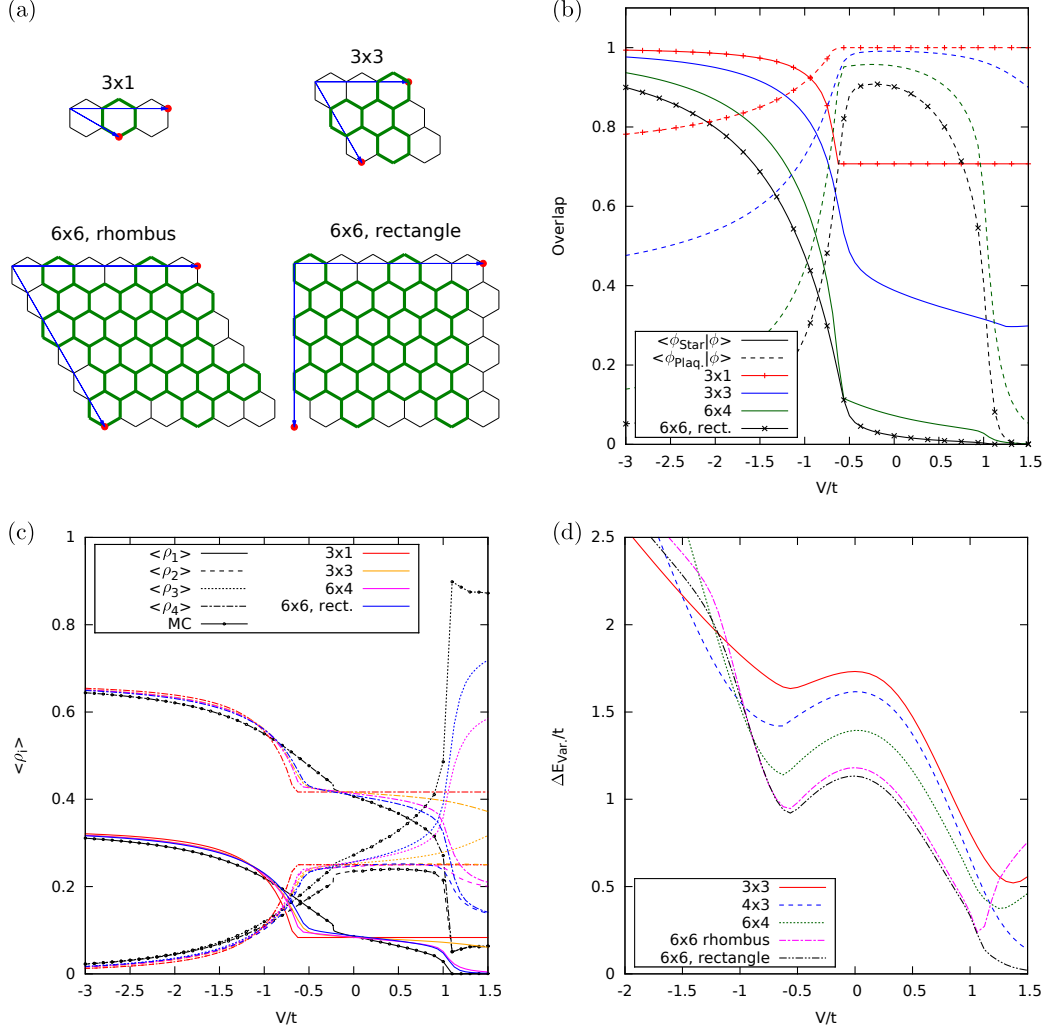 (a)
3x1
3x3
6x6, rhombus
6x6, rectangle
(b)
Overlap
1
0.8
0.6
0.4
0.2
0
<ϕStar|ϕ>
<ϕPlaq.|ϕ>
3x1
3x3
6x4
6x6, rect.
-3 -2.5 -2 -1.5 -1 -0.5 0 0.5 1 1.5
V/t
(c)
<ρi>
1
0.8
0.6
0.4
0.2
0
<ρ1> 3x1
<ρ2> 3x3
<ρ3> 6x4
<ρ4> 6x6, rect.
MC
-3 -2.5 -2 -1.5 -1 -0.5 0 0.5 1 1.5
V/t
(d)
ΔEVar./t
2.5
2
1.5
1
0.5
0
3x3
4x3
6x4
6x6 rhombus
6x6, rectangle
-2 -1.5 -1 -0.5 0 0.5 1 1.5
V/t